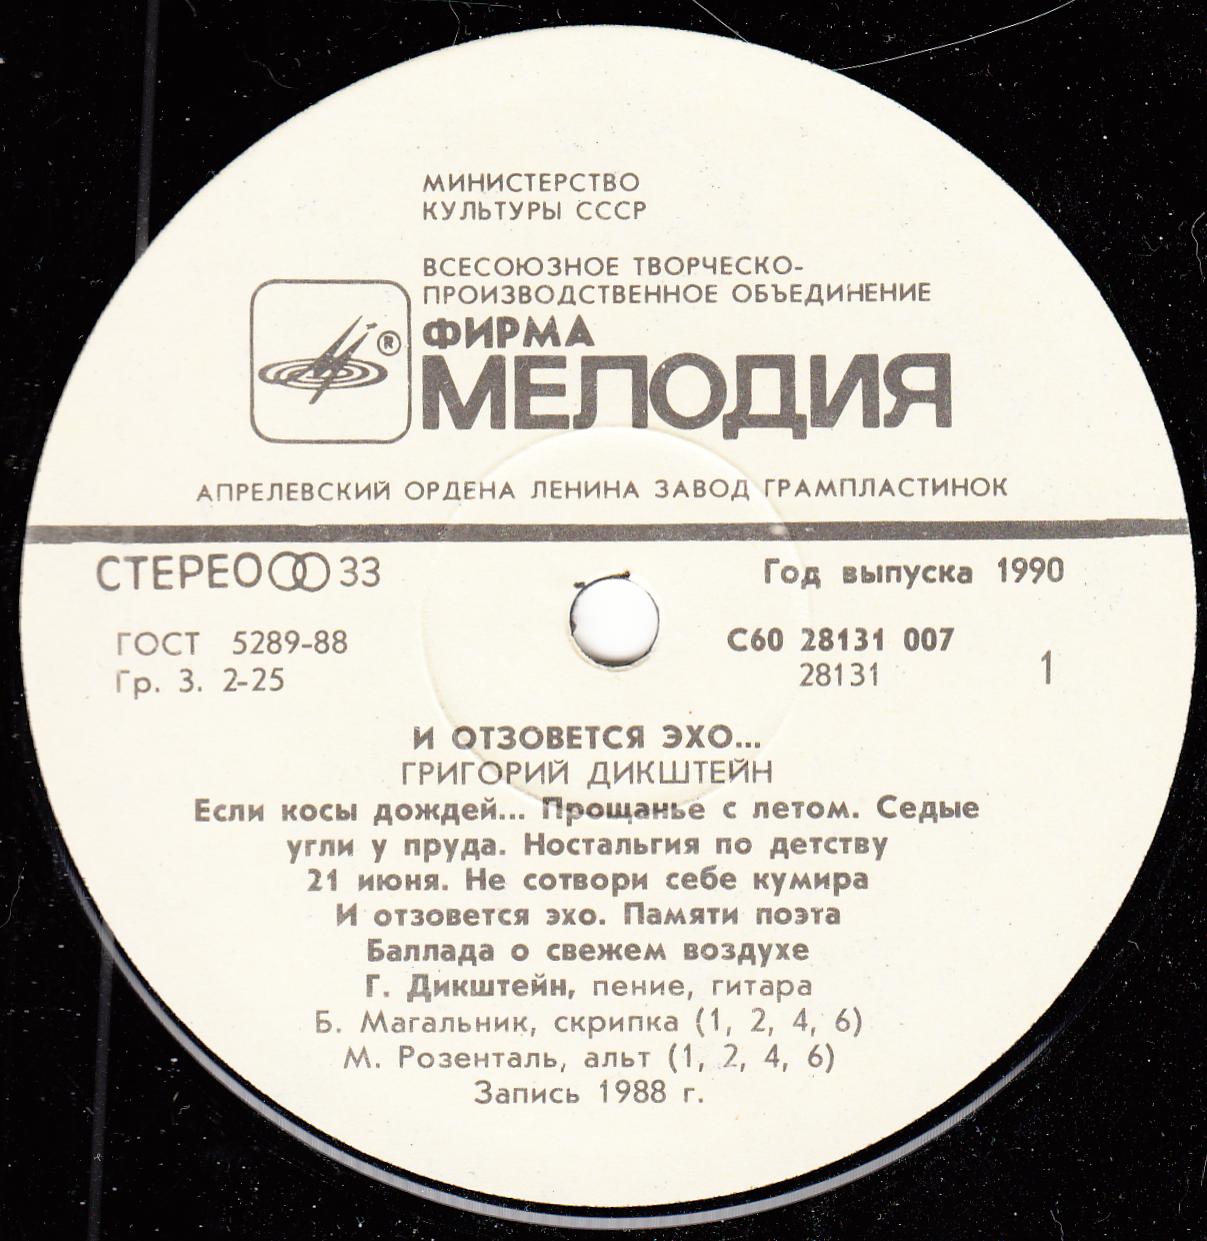 МИНИСТЕРСТВО
КУЛЬТУРЫ СССР
ВСЕСОЮЗНОЕ ТВОРЧЕСКО-
ПРОИЗВОДСТВЕННОЕ ОБЪЕДИНЕНИЕ
ФИРМА
®
МЕЛОДИЯ
АПРЕЛЕВСКИЙ ОРДЕНА ЛЕНИНА ЗАВОД ГРАМПЛАСТИНОК
СТЕРЕО 33
Год выпуска 1990
ГОСТ 5289-88
С60 28131 007
Гр. 3. 2-25
28131
1
И ОТЗОВЕТСЯ ЭХО...
ГРИГОРИЙ ДИКШТЕЙН
Если косы дождей... Прощанье с летом. Седые
угли у пруда. Ностальгия по детству
21 июня. Не сотвори себе кумира
И отзовется эхо. Памяти поэта
Баллада о свежем воздухе
Г. Дикштейн, пение, гитара
Б. Магальник, скрипка (1, 2, 4, 6)
М. Розенталь, альт (1, 2, 4, 6)
Запись 1988 г.